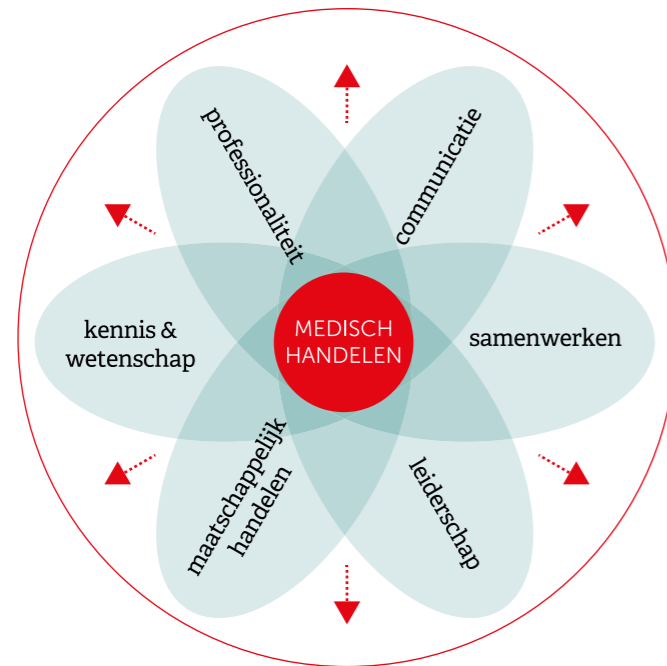 professionaliteit
communicatie
kennis &
wetenschap
MEDISCH
HANDELEN
samenwerken
maatschappelijk
handelen
leiderschap